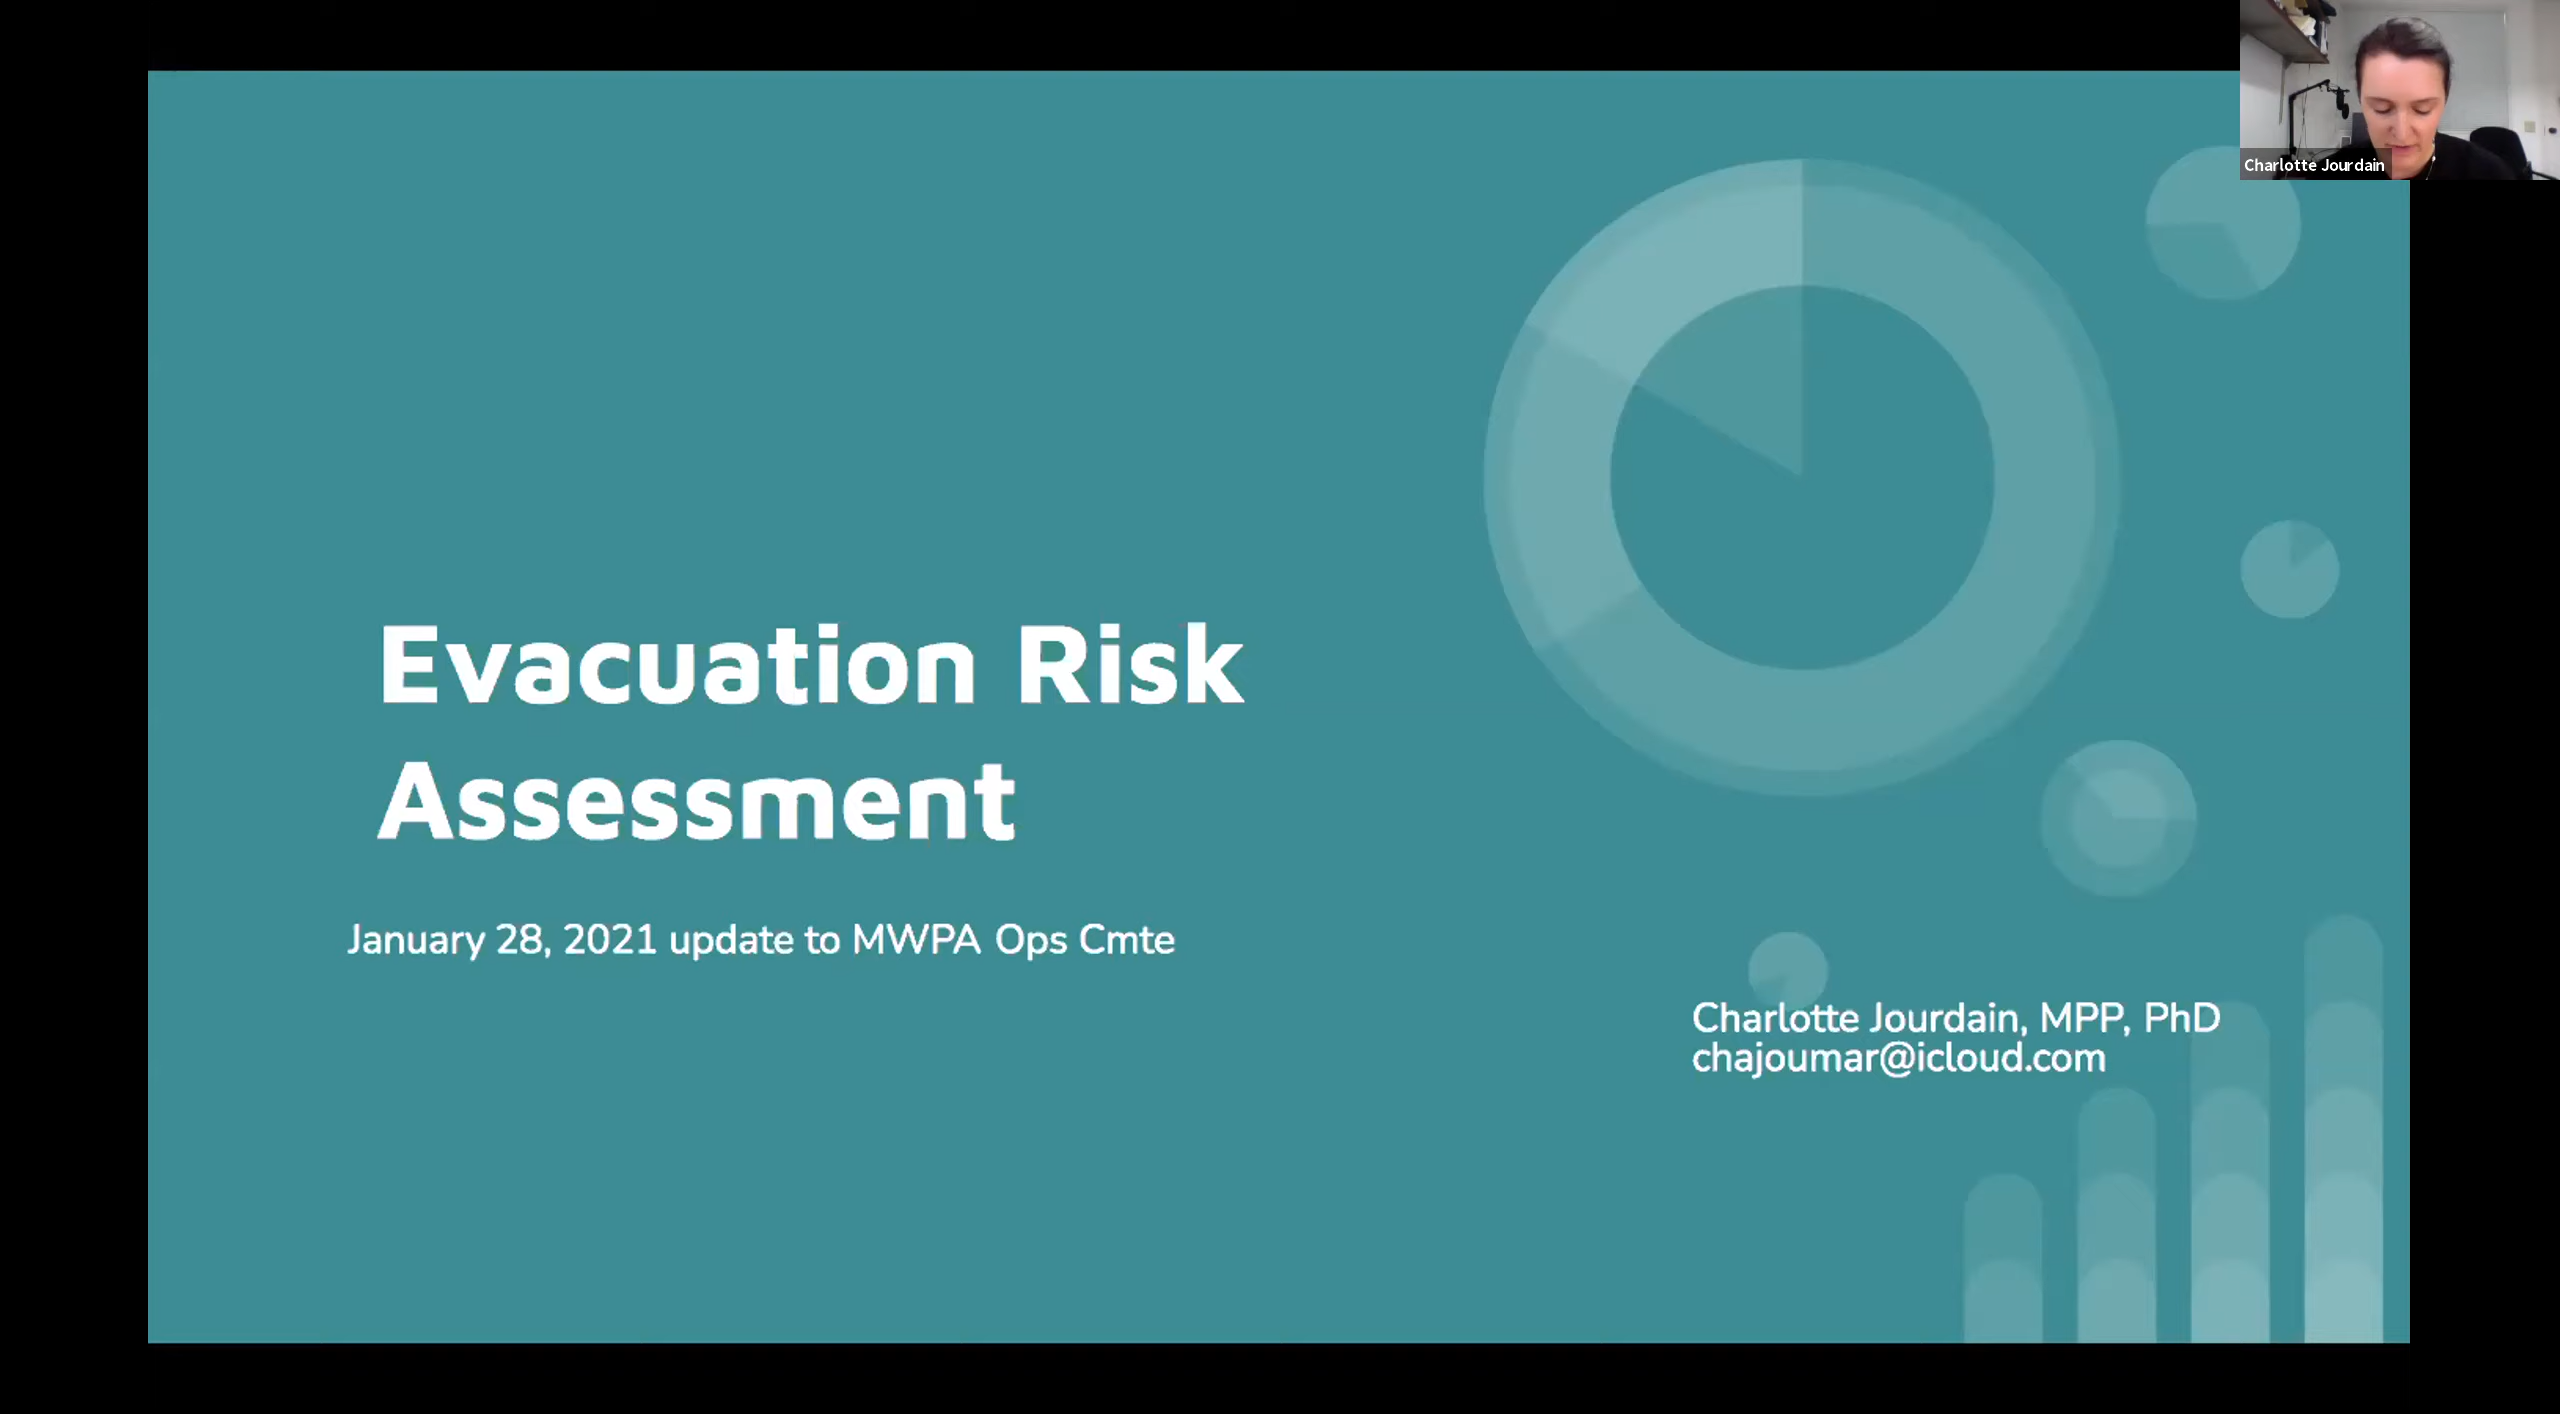 Charlotte Jourdain
Evacuation Risk
Assessment
January 28, 2021 update to MWPA Ops Cmte
Charlotte Jourdain, MPP, PhD
chajoumar@icloud.com